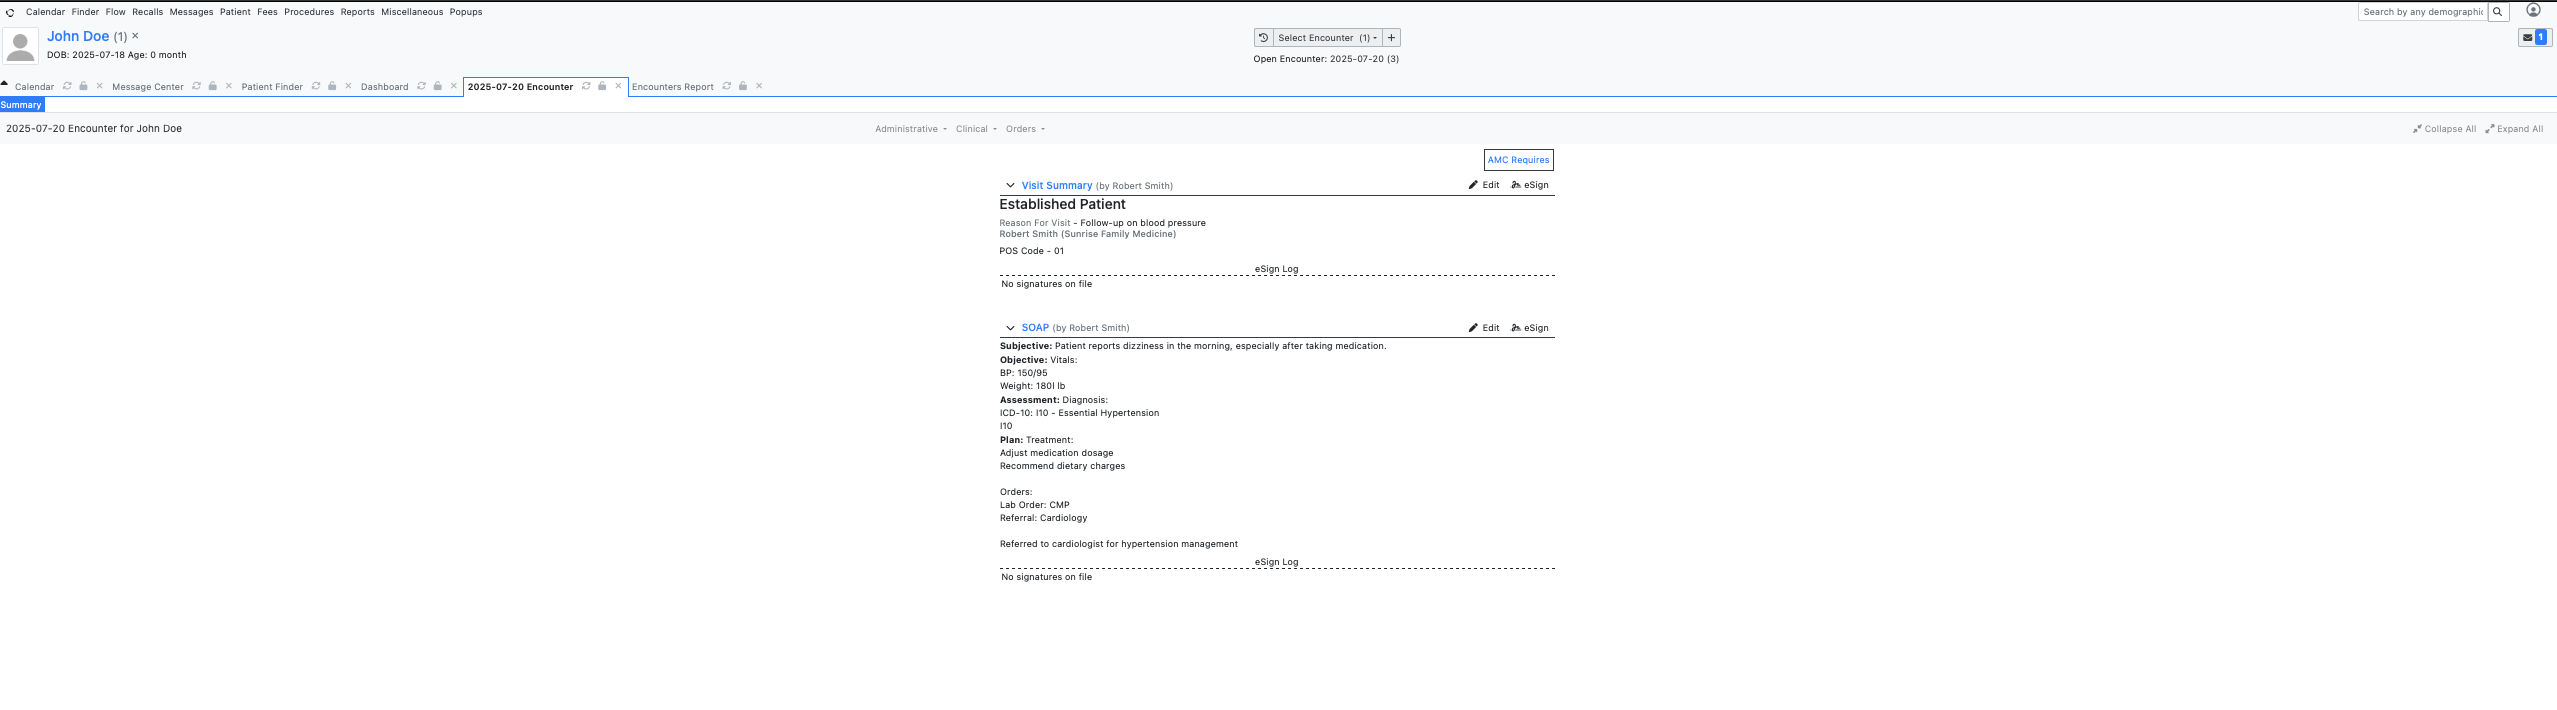 Calendar Finder Flow Recalls Messages Patient Fees Procedures Reports Miscellaneous Popups
Search by any demographic
John Doe (1) ×
DOB: 2025-07-18 Age: 0 month
Select Encounter (1)
+
Open Encounter: 2025-07-20 (3)
1
Calendar Message Center Patient Finder Dashboard 2025-07-20 Encounter Encounters Report
Summary
2025-07-20 Encounter for John Doe
Administrative Clinical Orders
Collapse All Expand All
AMC Requires
Visit Summary (by Robert Smith) Edit eSign
Established Patient
Reason For Visit - Follow-up on blood pressure
Robert Smith (Sunrise Family Medicine)
POS Code - 01
eSign Log
No signatures on file
SOAP (by Robert Smith) Edit eSign
Subjective: Patient reports dizziness in the morning, especially after taking medication.
Objective: Vitals:
BP: 150/95
Weight: 180l lb
Assessment: Diagnosis:
ICD-10: I10 - Essential Hypertension
I10
Plan: Treatment:
Adjust medication dosage
Recommend dietary charges
Orders:
Lab Order: CMP
Referral: Cardiology
Referred to cardiologist for hypertension management
eSign Log
No signatures on file